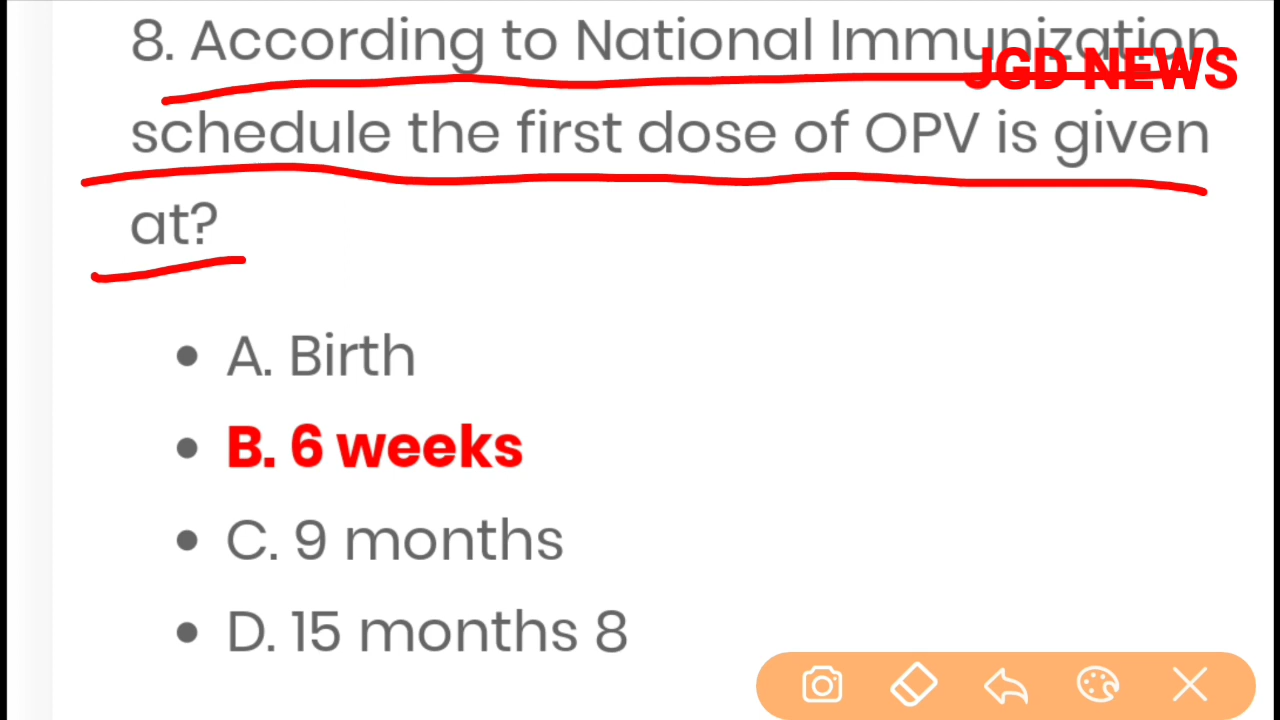 8. According to National Immunization
JGD NEWS
schedule the first dose of OPV is given
at?
A. Birth
B. 6 weeks
C. 9 months
D. 15 months 8